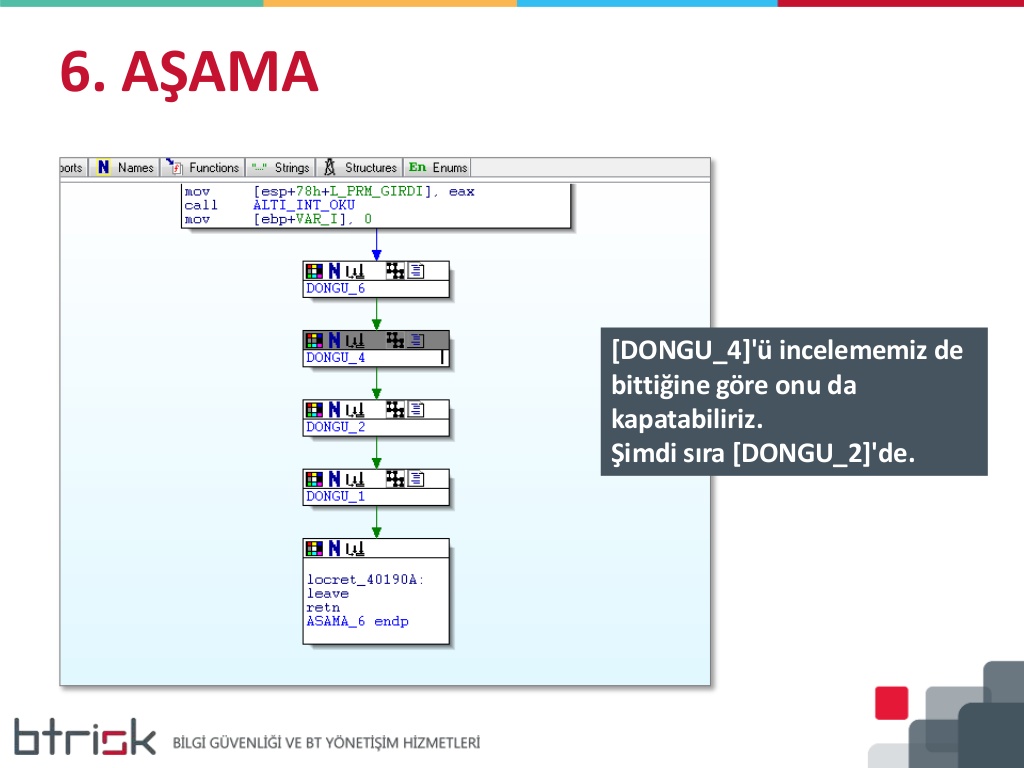 6. AŞAMA
ports N Names Functions Strings Structures En Enums
mov [esp+78h+L_PRM_GIRDI], eax
call ALTI_INT_OKU
mov [ebp+VAR_I], 0
DONGU_6
DONGU_4
DONGU_2
DONGU_1
locret_40190A:
leave
retn
ASAMA_6 endp
[DONGU_4]'ü incelememiz de
bittiğine göre onu da
kapatabiliriz.
Şimdi sıra [DONGU_2]'de.
btrisk BİLGİ GÜVENLİĞİ VE BT YÖNETİŞİM HİZMETLERİ